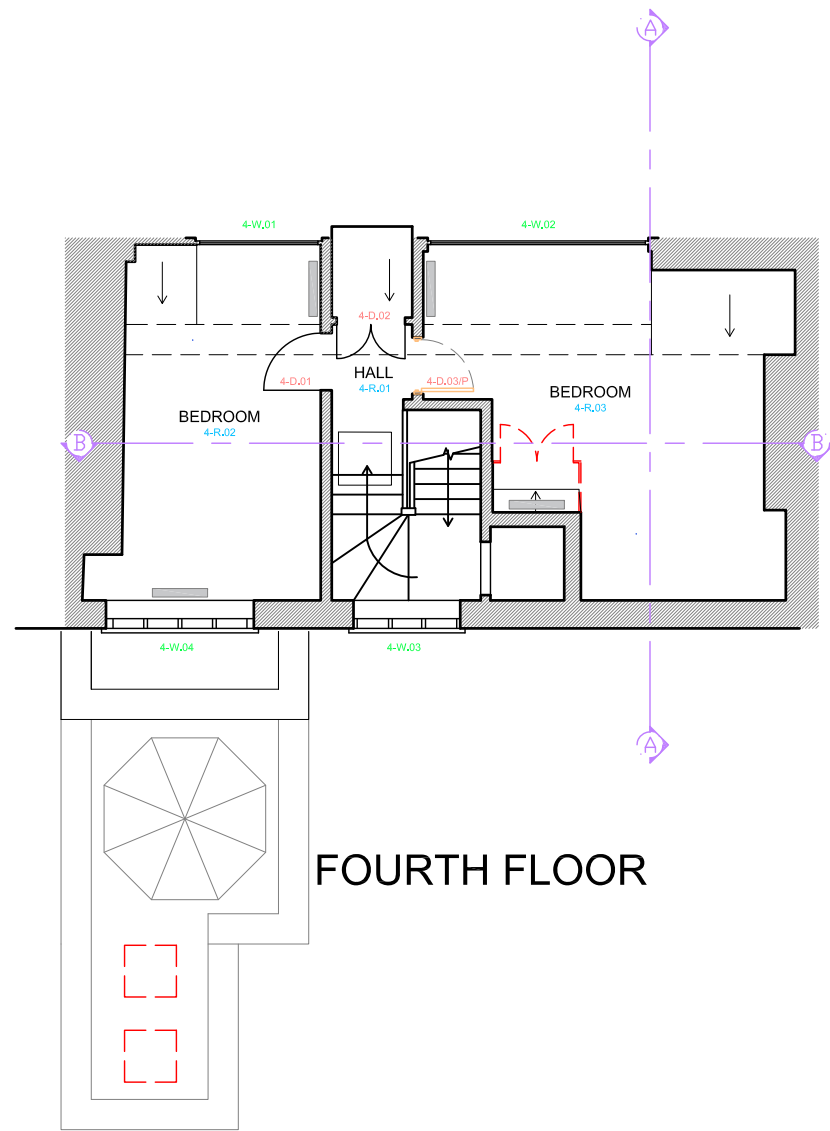 A
4-W.01
4-W.02
4-D.02
HALL
4-R.01
4-D.01
4-D.03/P
BEDROOM
4-R.02
BEDROOM
4-R.03
B
B
4-W.04
4-W.03
A
FOURTH FLOOR